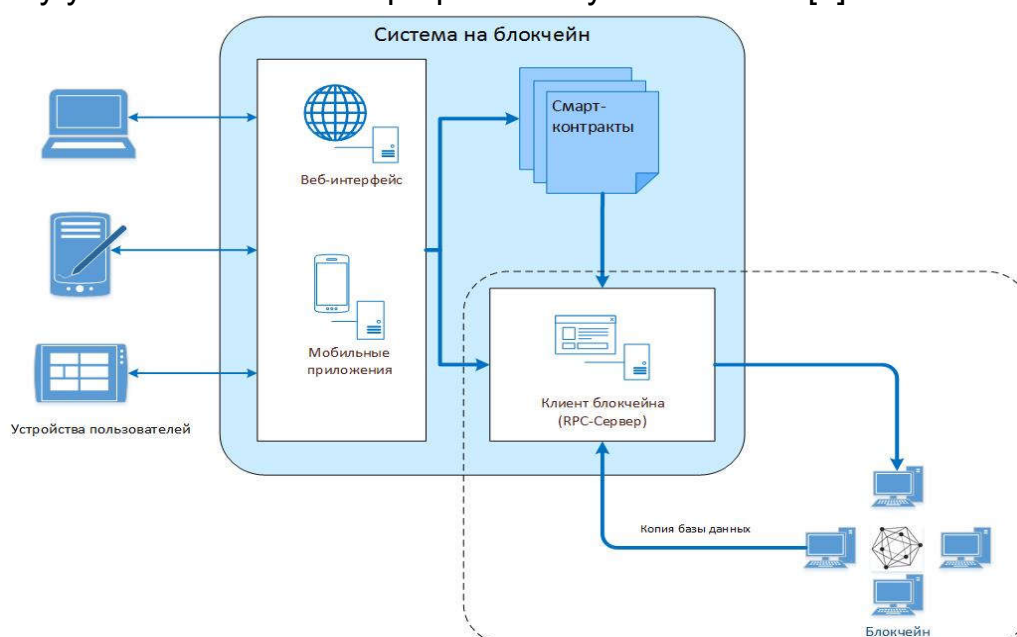 Система на блокчейн
Смарт-
контракты
Веб-интерфейс
Мобильные
приложения
Клиент блокчейна
(RPC-Сервер)
Устройства пользователей
Копия базы данных
Блокчейн